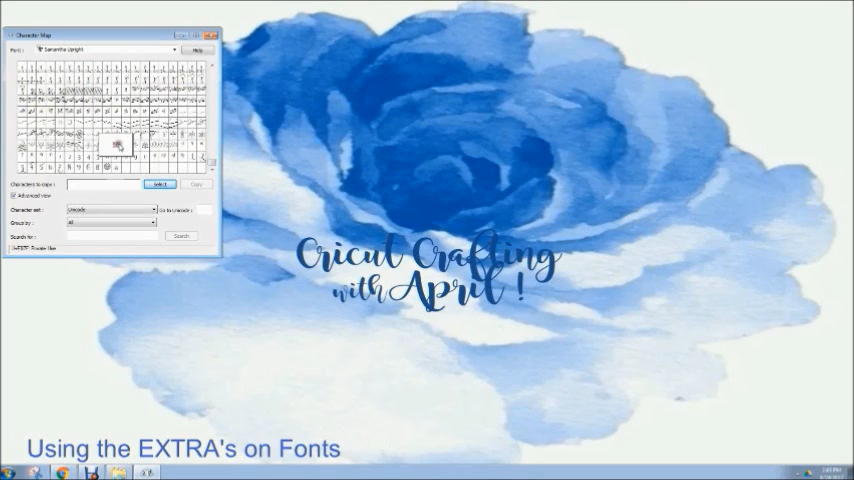 Character Map
Font :
Samantha Upright
Help
Characters to copy :
Select
Copy
Advanced view
Character set :
Unicode
Go to Unicode :
Group by :
All
Search for :
Search
Cricut Crafting
with April !
Using the EXTRA's on Fonts